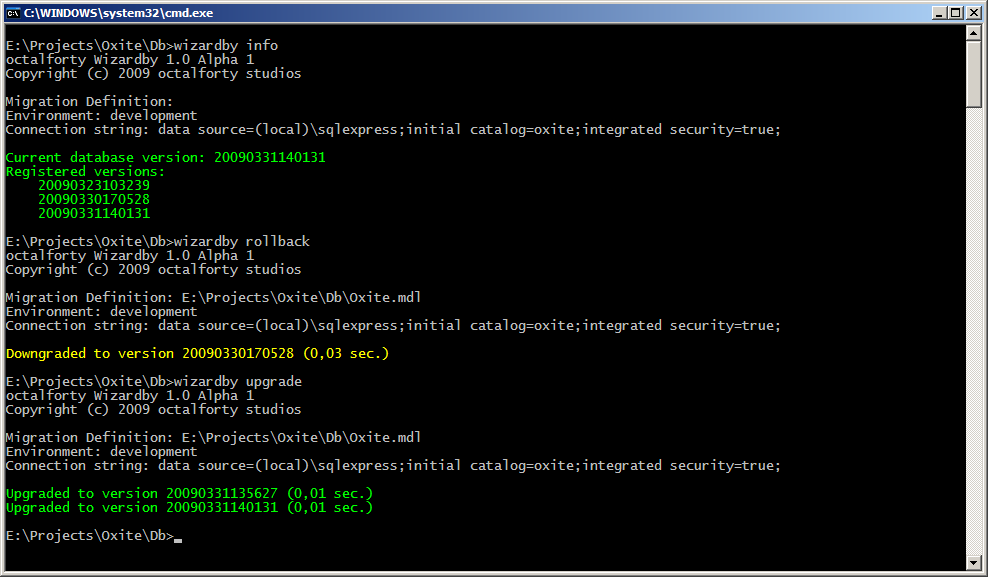 C:\WINDOWS\system32\cmd.exe
E:\Projects\Oxite\Db>wizardby info
octalforty Wizardby 1.0 Alpha 1
Copyright (c) 2009 octalforty studios
Migration Definition:
Environment: development
Connection string: data source=(local)\sqlexpress;initial catalog=oxite;integrated security=true;
Current database version: 20090331140131
Registered versions:
    20090323103239
    20090330170528
    20090331140131
E:\Projects\Oxite\Db>wizardby rollback
octalforty Wizardby 1.0 Alpha 1
Copyright (c) 2009 octalforty studios
Migration Definition: E:\Projects\Oxite\Db\Oxite.mdl
Environment: development
Connection string: data source=(local)\sqlexpress;initial catalog=oxite;integrated security=true;
Downgraded to version 20090330170528 (0,03 sec.)
E:\Projects\Oxite\Db>wizardby upgrade
octalforty Wizardby 1.0 Alpha 1
Copyright (c) 2009 octalforty studios
Migration Definition: E:\Projects\Oxite\Db\Oxite.mdl
Environment: development
Connection string: data source=(local)\sqlexpress;initial catalog=oxite;integrated security=true;
Upgraded to version 20090331135627 (0,01 sec.)
Upgraded to version 20090331140131 (0,01 sec.)
E:\Projects\Oxite\Db>